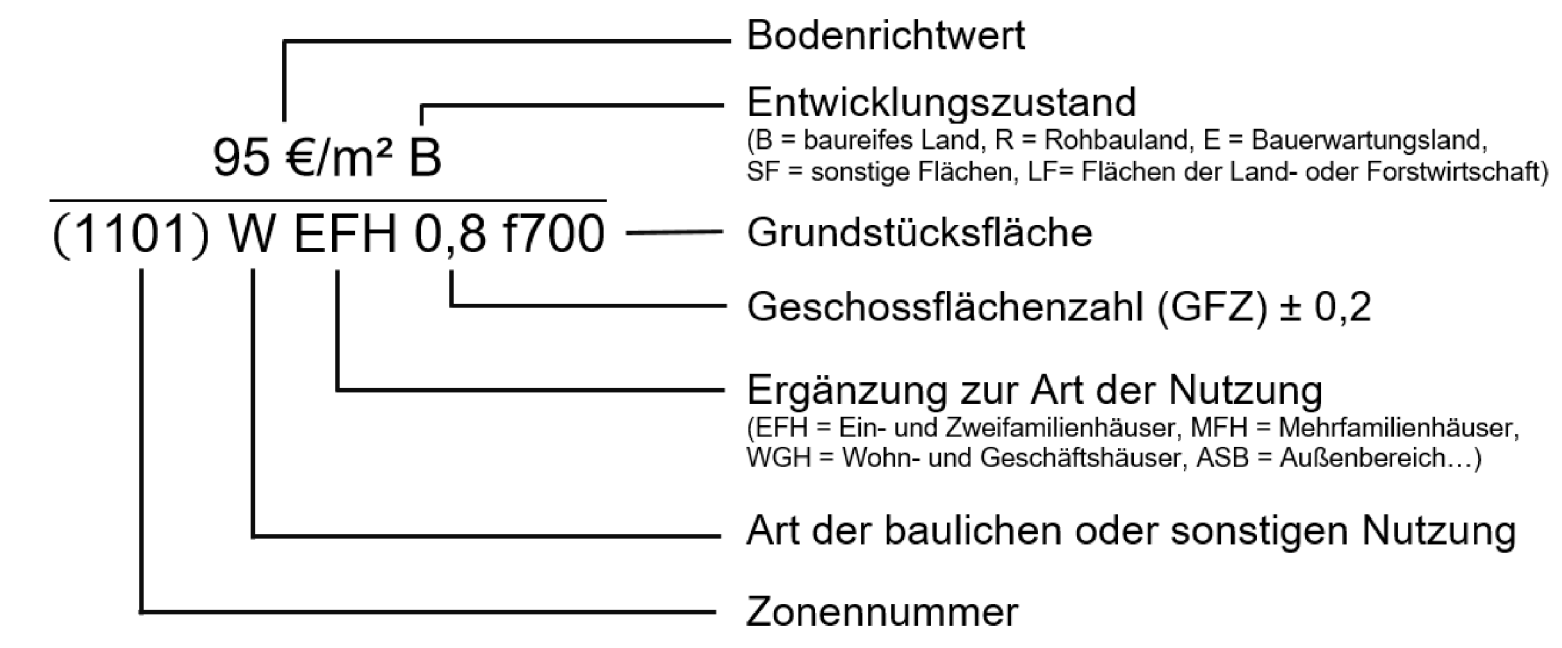 Bodenrichtwert
Entwicklungszustand
(B = baureifes Land, R = Rohbauland, E = Bauerwartungsland,
SF = sonstige Flächen, LF= Flächen der Land- oder Forstwirtschaft)
95 €/m² B
(1101) W EFH 0,8 f700
Grundstücksfläche
Geschossflächenzahl (GFZ) ± 0,2
Ergänzung zur Art der Nutzung
(EFH = Ein- und Zweifamilienhäuser, MFH = Mehrfamilienhäuser,
WGH = Wohn- und Geschäftshäuser, ASB = Außenbereich…)
Art der baulichen oder sonstigen Nutzung
Zonennummer